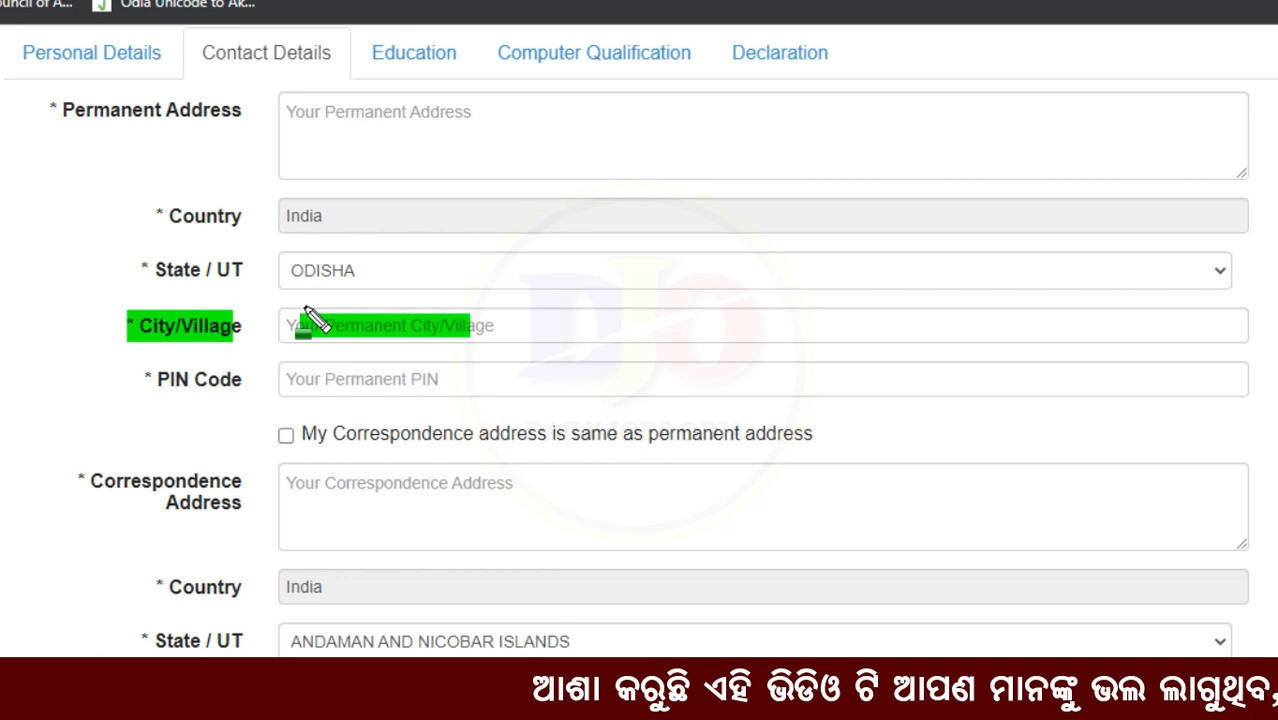 ouncil of A... Odia Unicode to Ak...
Personal Details Contact Details Education Computer Qualification Declaration
* Permanent Address Your Permanent Address
* Country India
* State / UT ODISHA
* City/Village Your Permanent City/Village
* PIN Code Your Permanent PIN
My Correspondence address is same as permanent address
* Correspondence Address Your Correspondence Address
* Country India
* State / UT ANDAMAN AND NICOBAR ISLANDS
ଆଶା କରୁଛି ଏହି ଭିଡିଓ ଟି ଆପଣ ମାନଙ୍କୁ ଭଲ ଲାଗୁଥିବ,
DJO